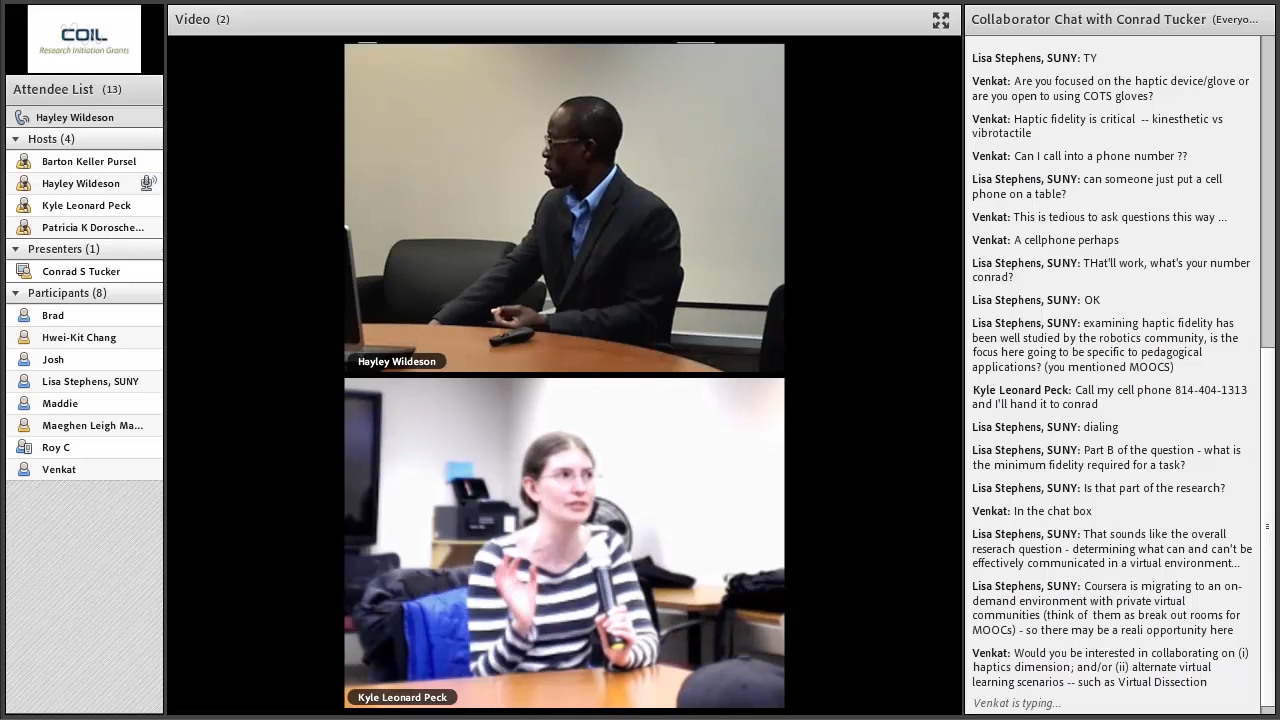 COIL
Research Initiation Grants
Attendee List (13)
Hayley Wildeson
Hosts (4)
Barton Keller Pursel
Hayley Wildeson
Kyle Leonard Peck
Patricia K Dorosche...
Presenters (1)
Conrad S Tucker
Participants (8)
Brad
Hwei-Kit Chang
Josh
Lisa Stephens, SUNY
Maddie
Maeghen Leigh Ma...
Roy C
Venkat
Video (2)
Hayley Wildeson
Kyle Leonard Peck
Collaborator Chat with Conrad Tucker (Everyo...
Lisa Stephens, SUNY: TY
Venkat: Are you focused on the haptic device/glove or
are you open to using COTS gloves?
Venkat: Haptic fidelity is critical -- kinesthetic vs
vibrotactile
Venkat: Can I call into a phone number ??
Lisa Stephens, SUNY: can someone just put a cell
phone on a table?
Venkat: This is tedious to ask questions this way ...
Venkat: A cellphone perhaps
Lisa Stephens, SUNY: THat'll work, what's your number
conrad?
Lisa Stephens, SUNY: OK
Lisa Stephens, SUNY: examining haptic fidelity has
been well studied by the robotics community, is the
focus here going to be specific to pedagogical
applications? (you mentioned MOOCS)
Kyle Leonard Peck: Call my cell phone 814-404-1313
and I'll hand it to conrad
Lisa Stephens, SUNY: dialing
Lisa Stephens, SUNY: Part B of the question - what is
the minimum fidelity required for a task?
Lisa Stephens, SUNY: Is that part of the research?
Venkat: In the chat box
Lisa Stephens, SUNY: That sounds like the overall
reserach question - determining what can and can't be
effectively communicated in a virtual environment...
Lisa Stephens, SUNY: Coursera is migrating to an on-
demand environment with private virtual
communities (think of them as break out rooms for
MOOCs) - so there may be a reali opportunity here
Venkat: Would you be interested in collaborating on (i)
haptics dimension; and/or (ii) alternate virtual
learning scenarios -- such as Virtual Dissection
Venkat is typing...